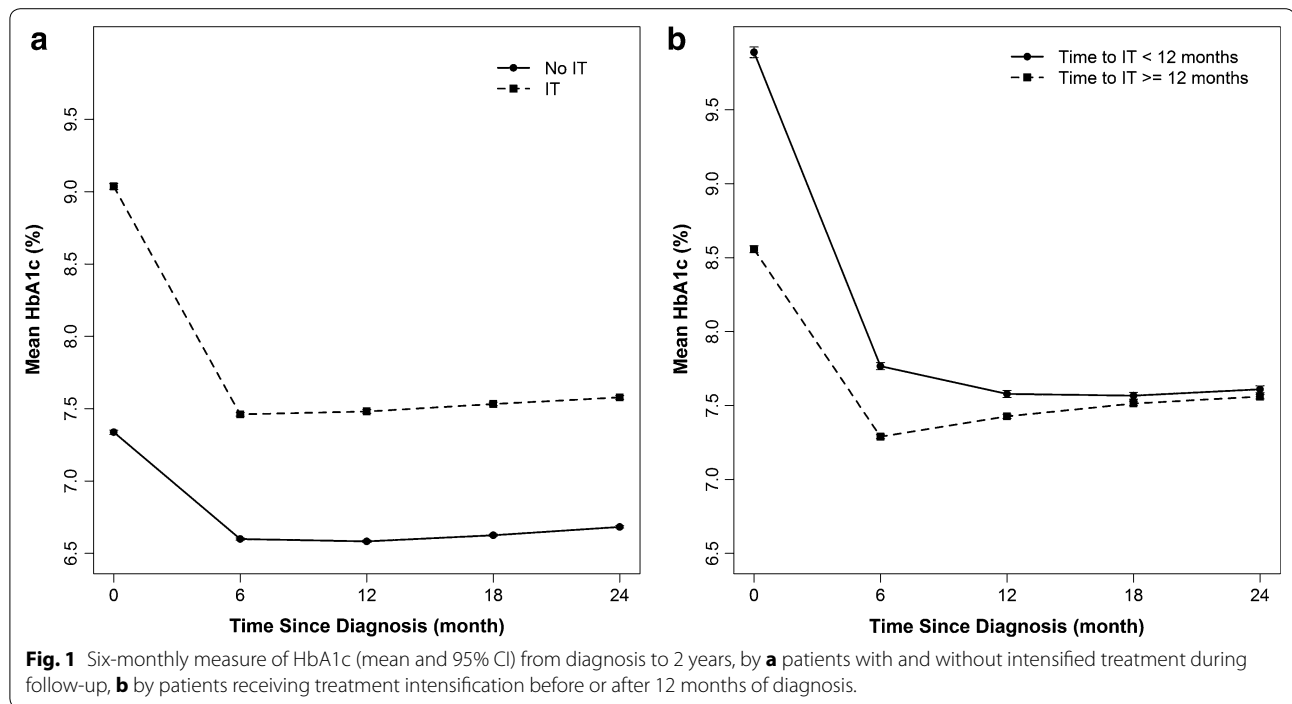 a
No IT
IT
9.5
9.0
8.5
8.0
7.5
7.0
6.5
Mean HbA1c (%)
0 6 12 18 24
Time Since Diagnosis (month)
b
Time to IT < 12 months
Time to IT >= 12 months
9.5
9.0
8.5
8.0
7.5
7.0
6.5
Mean HbA1c (%)
0 6 12 18 24
Time Since Diagnosis (month)
Fig. 1 Six-monthly measure of HbA1c (mean and 95% CI) from diagnosis to 2 years, by a patients with and without intensified treatment during
follow-up, b by patients receiving treatment intensification before or after 12 months of diagnosis.